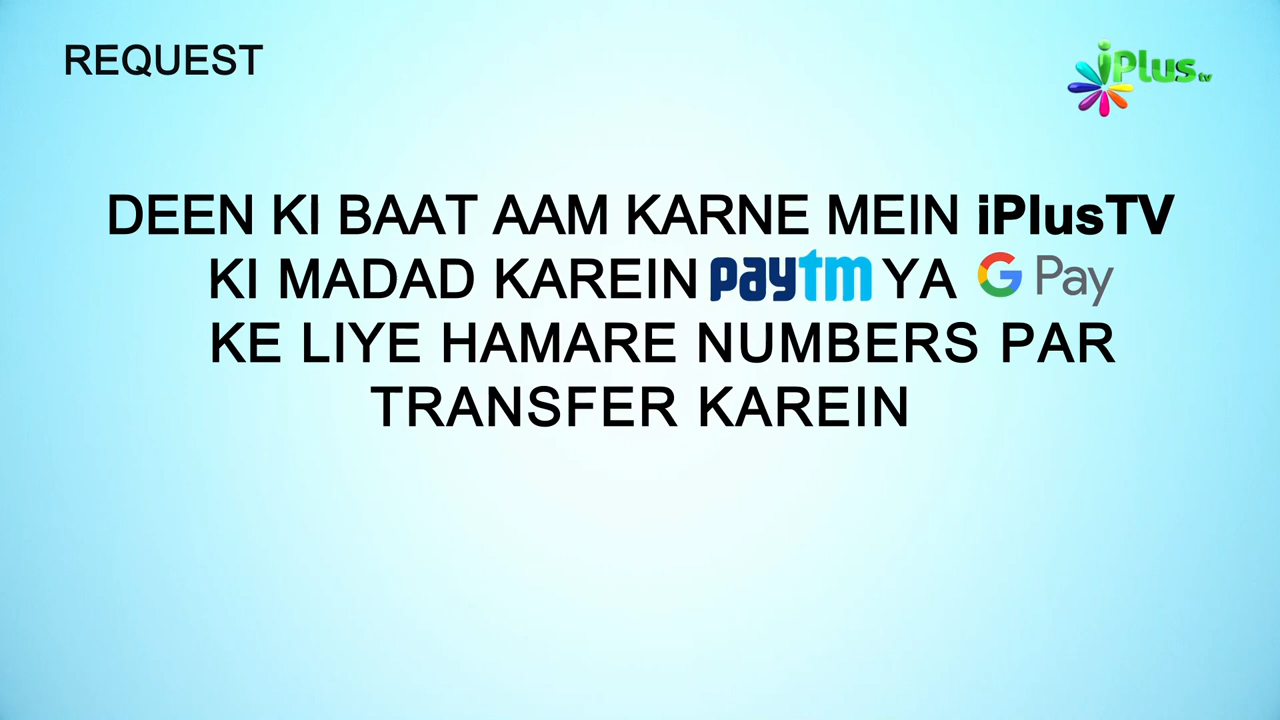 REQUEST
iPlus tv
DEEN KI BAAT AAM KARNE MEIN iPlusTV
KI MADAD KAREIN paytm YA G Pay
KE LIYE HAMARE NUMBERS PAR
TRANSFER KAREIN